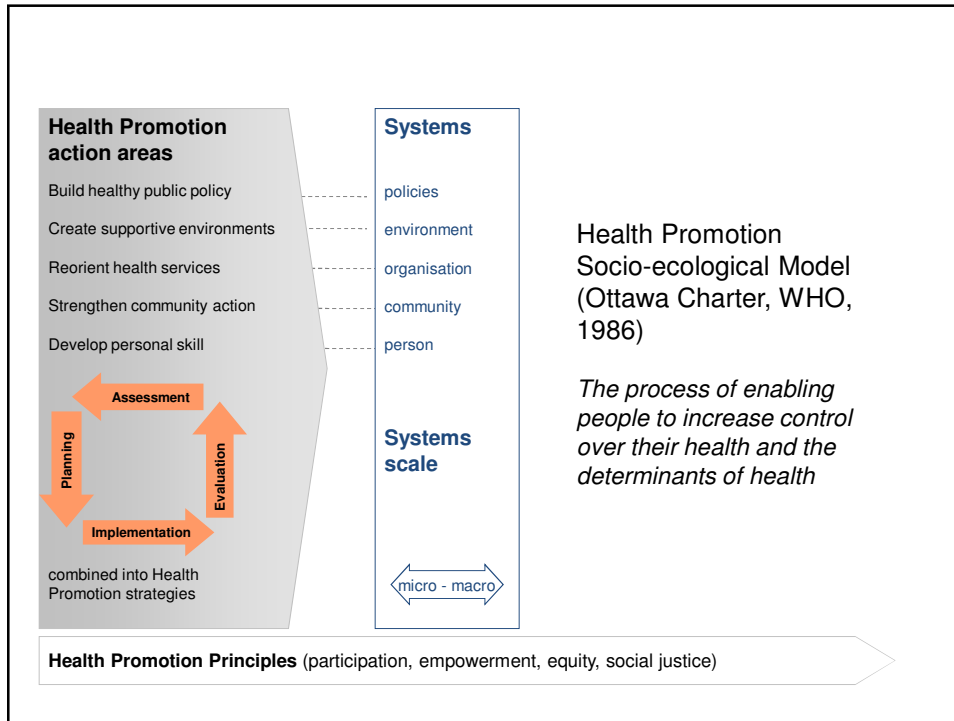 Health Promotion
action areas
Build healthy public policy
Create supportive environments
Reorient health services
Strengthen community action
Develop personal skill
Assessment
Planning
Evaluation
Implementation
combined into Health
Promotion strategies
Systems
policies
environment
organisation
community
person
Systems
scale
micro - macro
Health Promotion
Socio-ecological Model
(Ottawa Charter, WHO,
1986)
The process of enabling
people to increase control
over their health and the
determinants of health
Health Promotion Principles (participation, empowerment, equity, social justice)